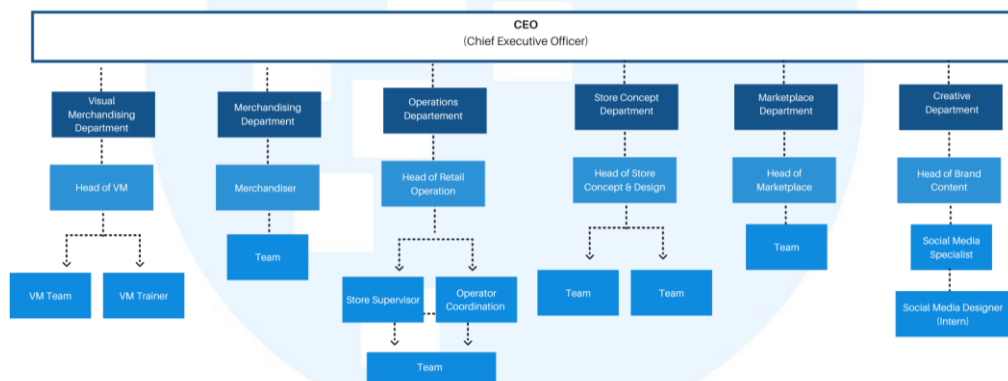 CEO
(Chief Executive Officer)
Visual
Merchandising
Department
Merchandising
Department
Operations
Departement
Store Concept
Department
Marketplace
Department
Creative
Department
Head of VM
Merchandiser
Head of Retail
Operation
Head of Store
Concept & Design
Head of
Marketplace
Head of Brand
Content
Team
Team
Social Media
Specialist
VM Team
VM Trainer
Store Supervisor
Operator
Coordination
Team
Team
Social Media Designer
(Intern)
Team